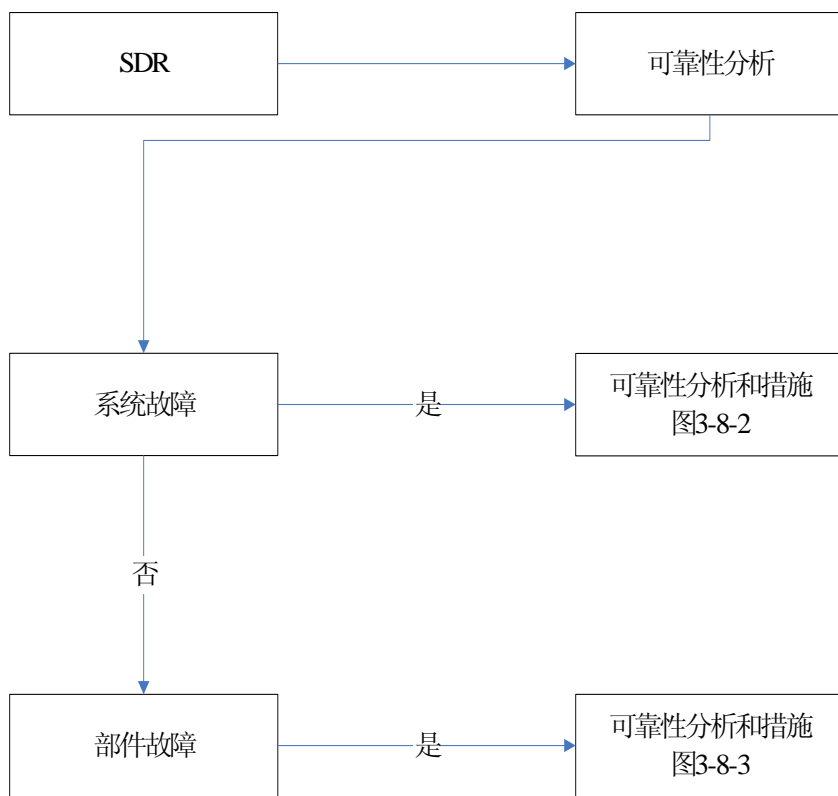 SDR
可靠性分析
系统故障
是
可靠性分析和措施
图3-8-2
否
部件故障
是
可靠性分析和措施
图3-8-3